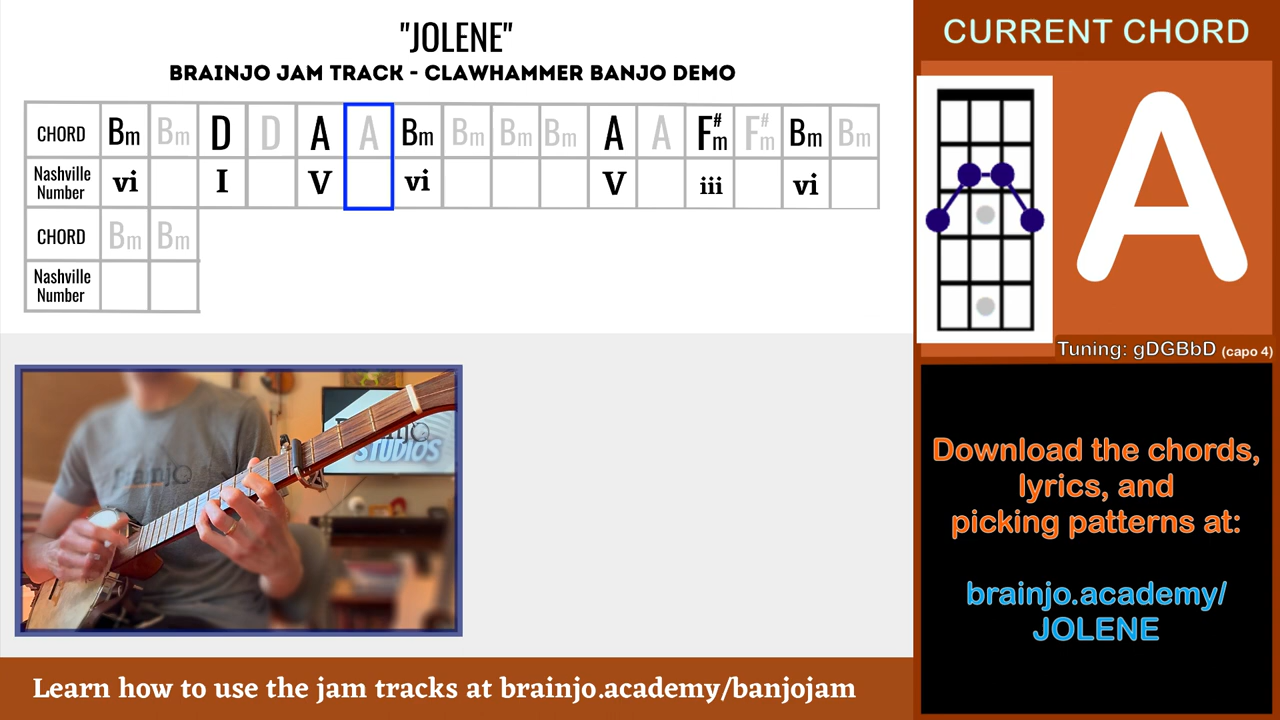 "JOLENE"
BRAINJO JAM TRACK - CLAWHAMMER BANJO DEMO
CHORD Bm Bm D D A A Bm Bm Bm Bm A A F#m F#m Bm Bm
Nashville Number vi I V vi V iii vi
CHORD Bm Bm
Nashville Number
CURRENT CHORD
A
Tuning: gDGBbD (capo 4)
Download the chords,
lyrics, and
picking patterns at:
brainjo.academy/
JOLENE
STUDIOS
Learn how to use the jam tracks at brainjo.academy/banjojam